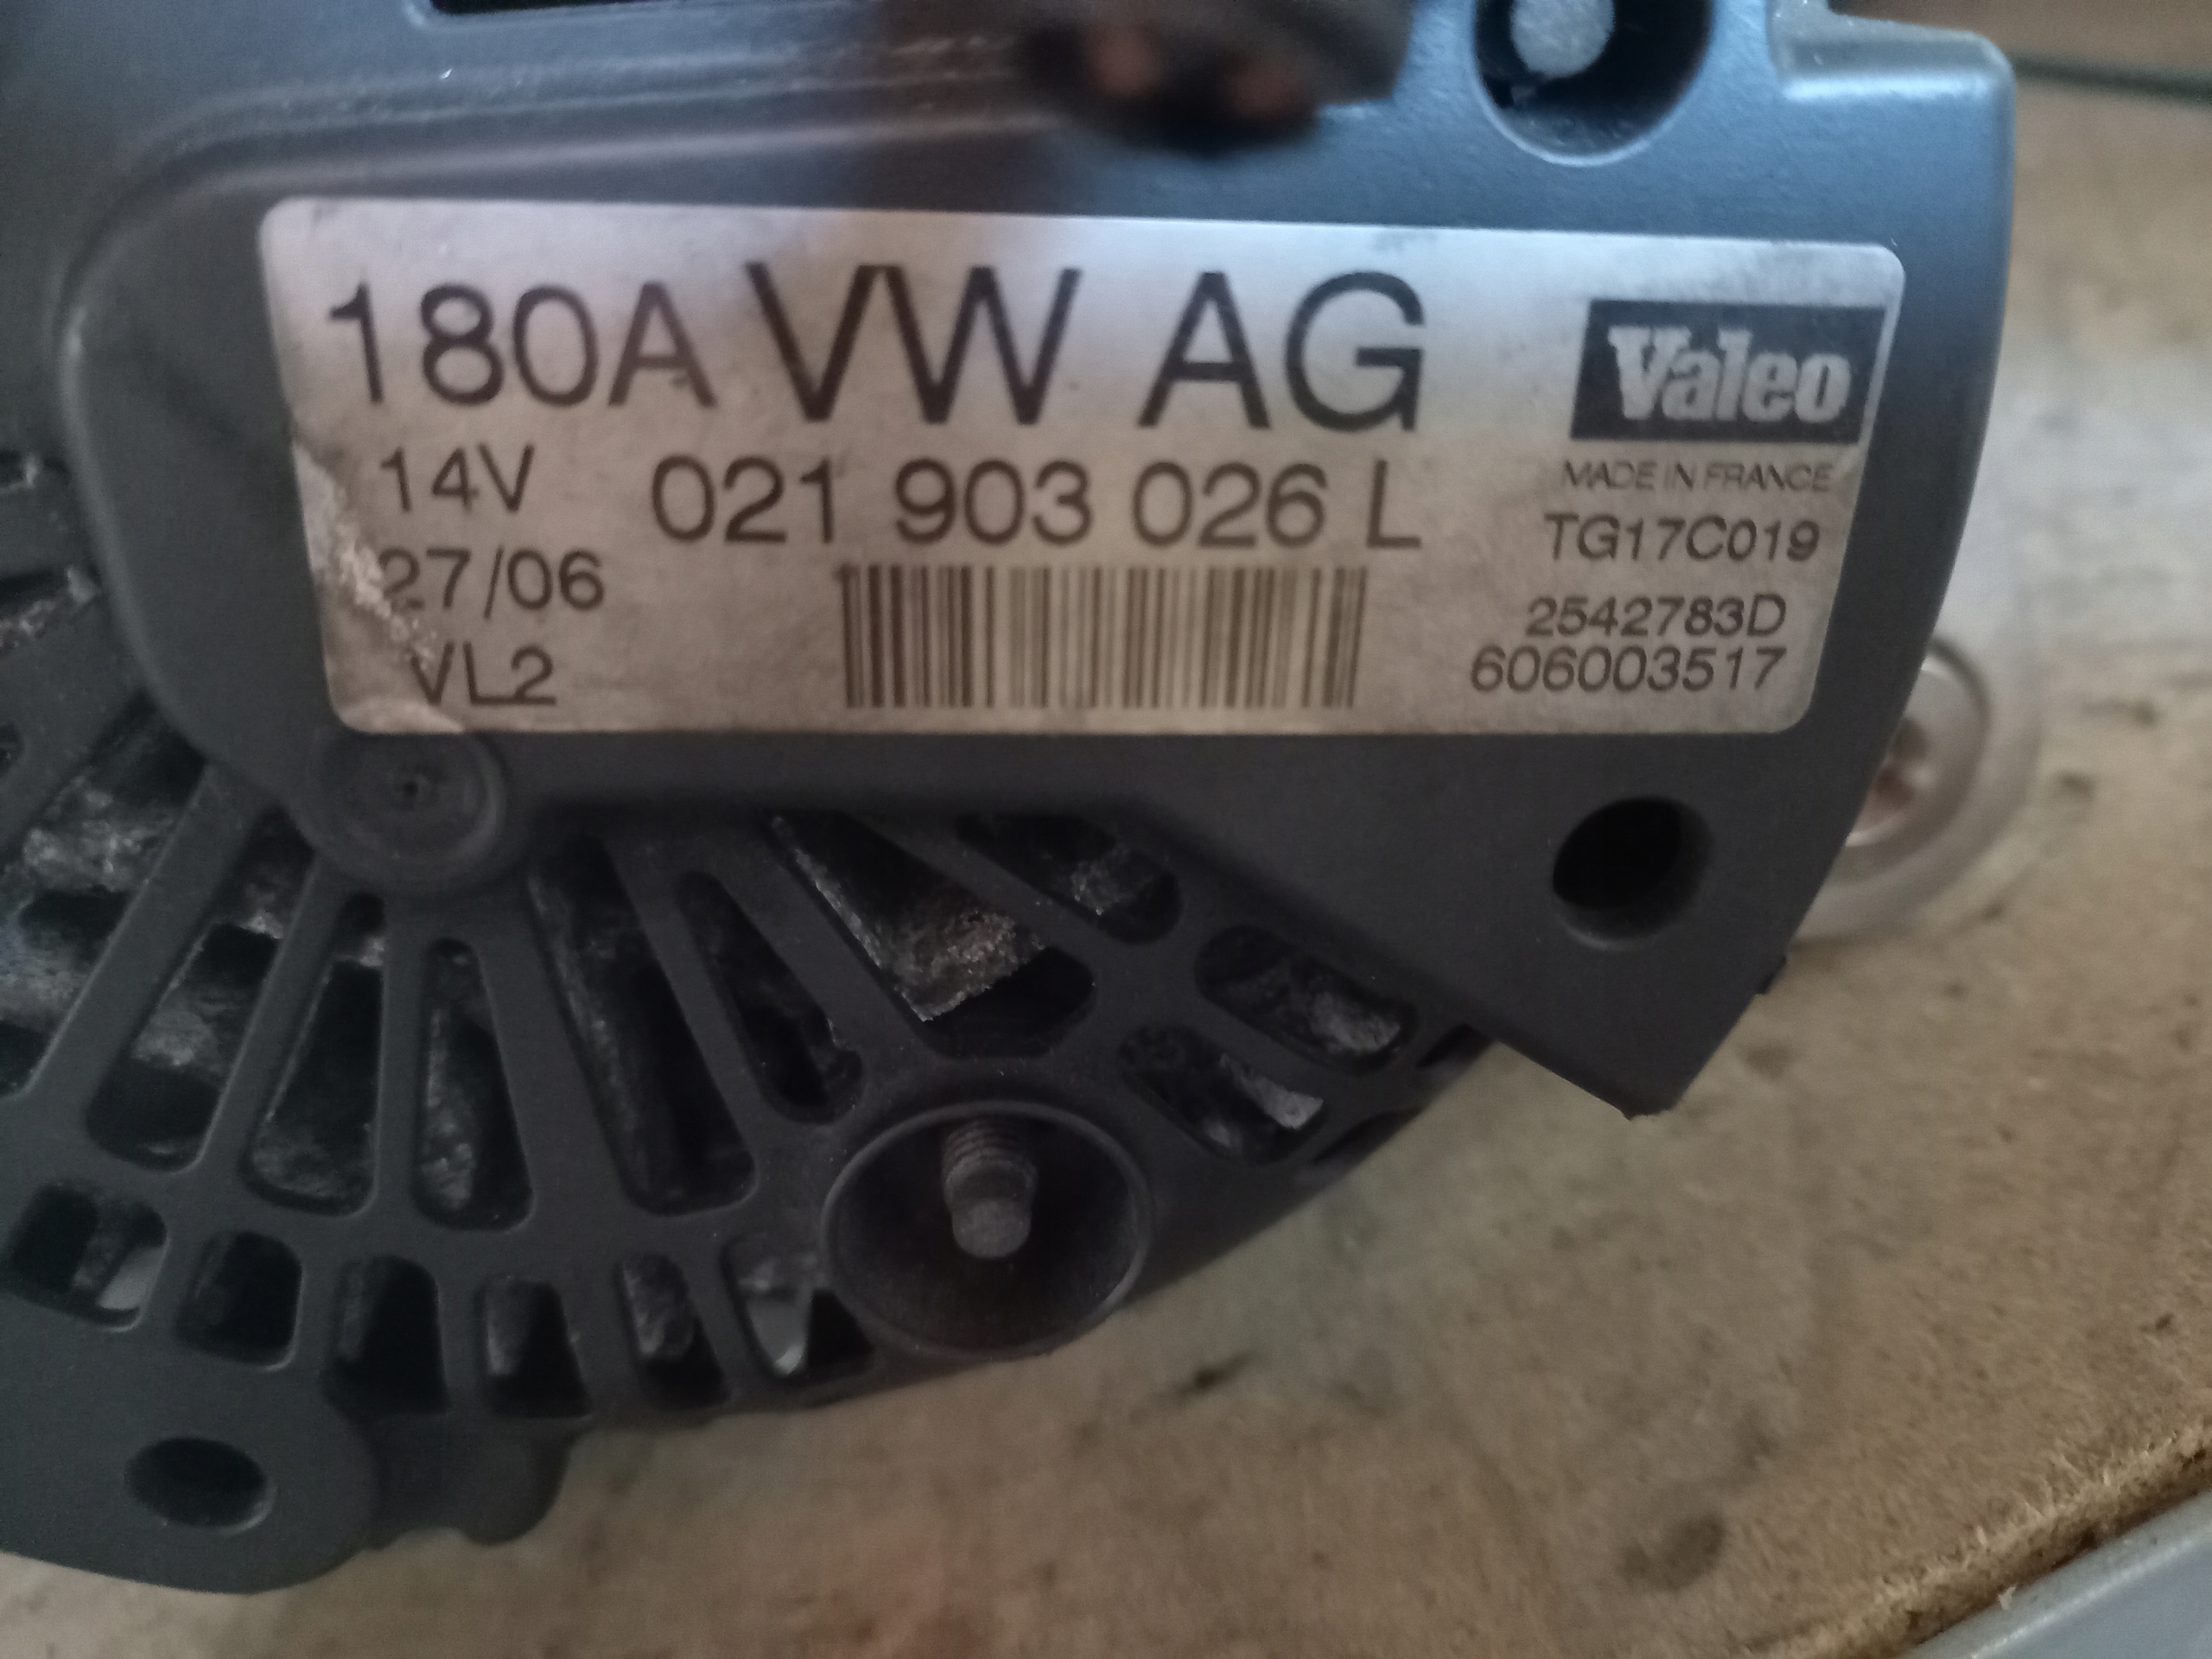 180A VW AG
Valeo
MADE IN FRANCE
14V 021 903 026 L
TG17C019
27/06
2542783D
VL2
606003517